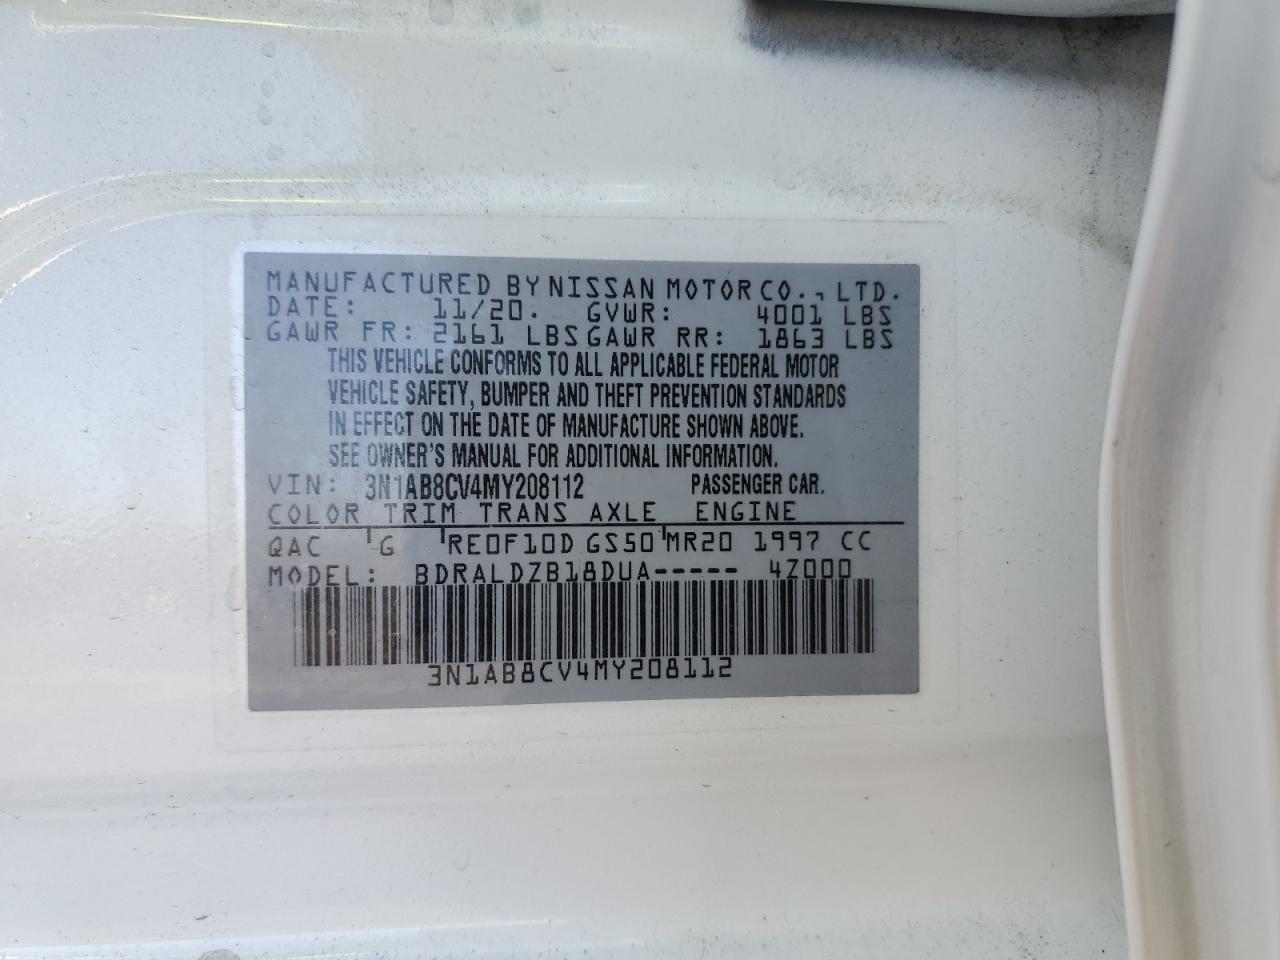 MANUFACTURED BY NISSAN MOTOR CO., LTD.
DATE: 11/20. GVWR: 4001 LBS
GAWR FR: 2161 LBS GAWR RR: 1863 LBS
THIS VEHICLE CONFORMS TO ALL APPLICABLE FEDERAL MOTOR
VEHICLE SAFETY, BUMPER AND THEFT PREVENTION STANDARDS
IN EFFECT ON THE DATE OF MANUFACTURE SHOWN ABOVE.
SEE OWNER'S MANUAL FOR ADDITIONAL INFORMATION.
VIN: 3N1AB8CV4MY208112 PASSENGER CAR.
COLOR TRIM TRANS AXLE ENGINE
QAC G RE0F10D GS50 MR20 1997 CC
MODEL: BDRALDZB18DUA----- 4Z000
3N1AB8CV4MY208112